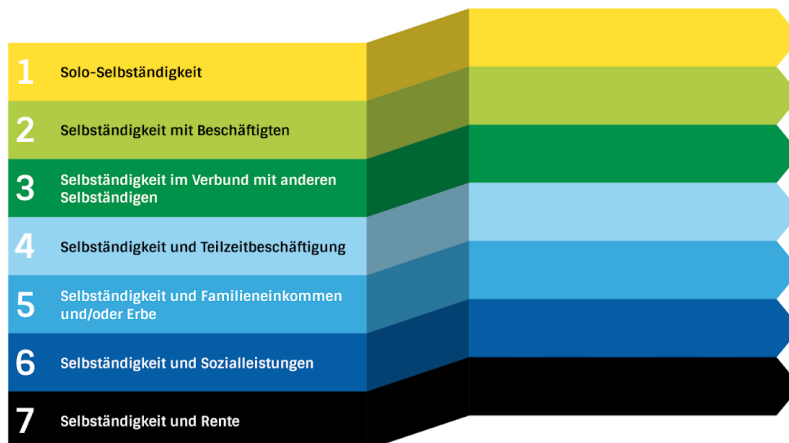 1 Solo-Selbständigkeit
2 Selbständigkeit mit Beschäftigten
3 Selbständigkeit im Verbund mit anderen
Selbständigen
4 Selbständigkeit und Teilzeitbeschäftigung
5 Selbständigkeit und Familieneinkommen
und/oder Erbe
6 Selbständigkeit und Sozialleistungen
7 Selbständigkeit und Rente